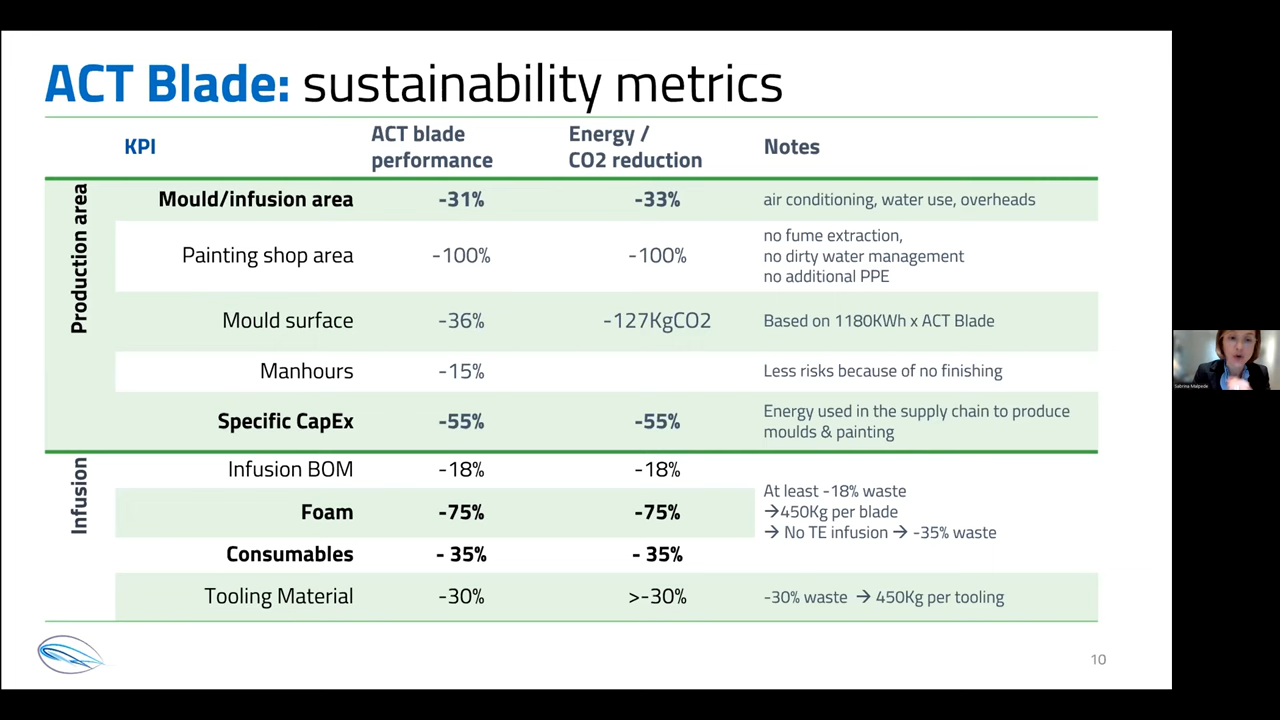 ACT Blade: sustainability metrics
KPI
ACT blade
performance
Energy /
CO2 reduction
Notes
Production area
Mould/infusion area -31% -33% air conditioning, water use, overheads
Painting shop area -100% -100%
no fume extraction,
no dirty water management
no additional PPE
Mould surface -36% -127KgCO2 Based on 1180KWh x ACT Blade
Manhours -15% Less risks because of no finishing
Specific CapEx -55% -55%
Energy used in the supply chain to produce
moulds & painting
Infusion
Infusion BOM -18% -18%
Foam -75% -75%
Consumables - 35% - 35%
At least -18% waste
→450Kg per blade
→ No TE infusion → -35% waste
Tooling Material -30% >-30% -30% waste → 450Kg per tooling
10
Sabrina Malpede